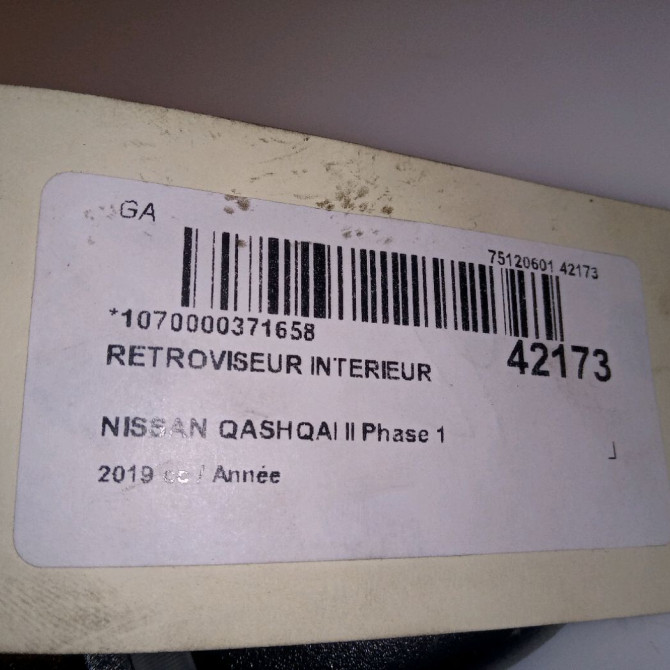 GA
75120601 42173
*1070000371658
42173
RETROVISEUR INTERIEUR
NISSAN QASHQAI II Phase 1
2019 / Année